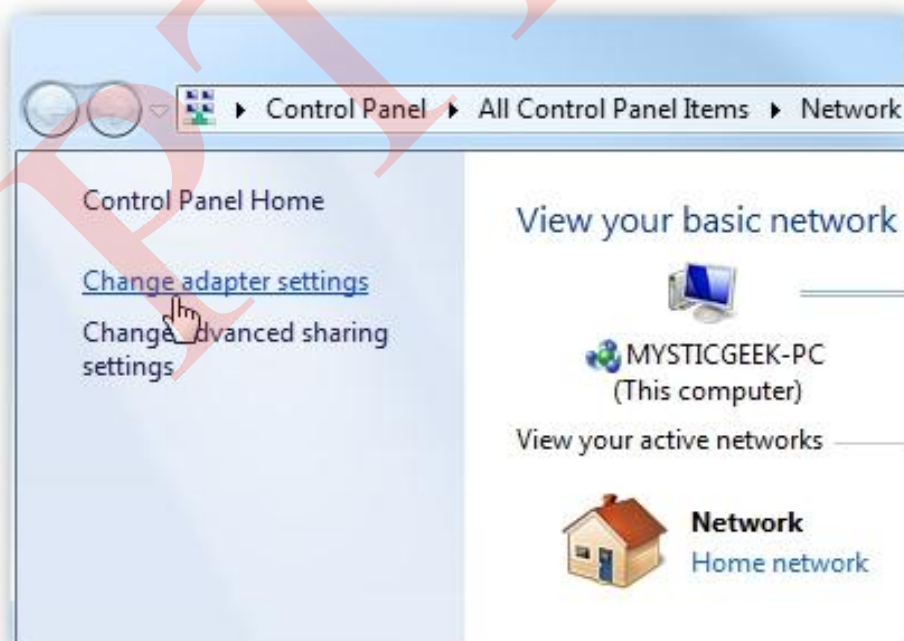 Control Panel ▸ All Control Panel Items ▸ Network
Control Panel Home
Change adapter settings
Change advanced sharing
settings
View your basic network
MYSTICGEEK-PC
(This computer)
View your active networks
Network
Home network